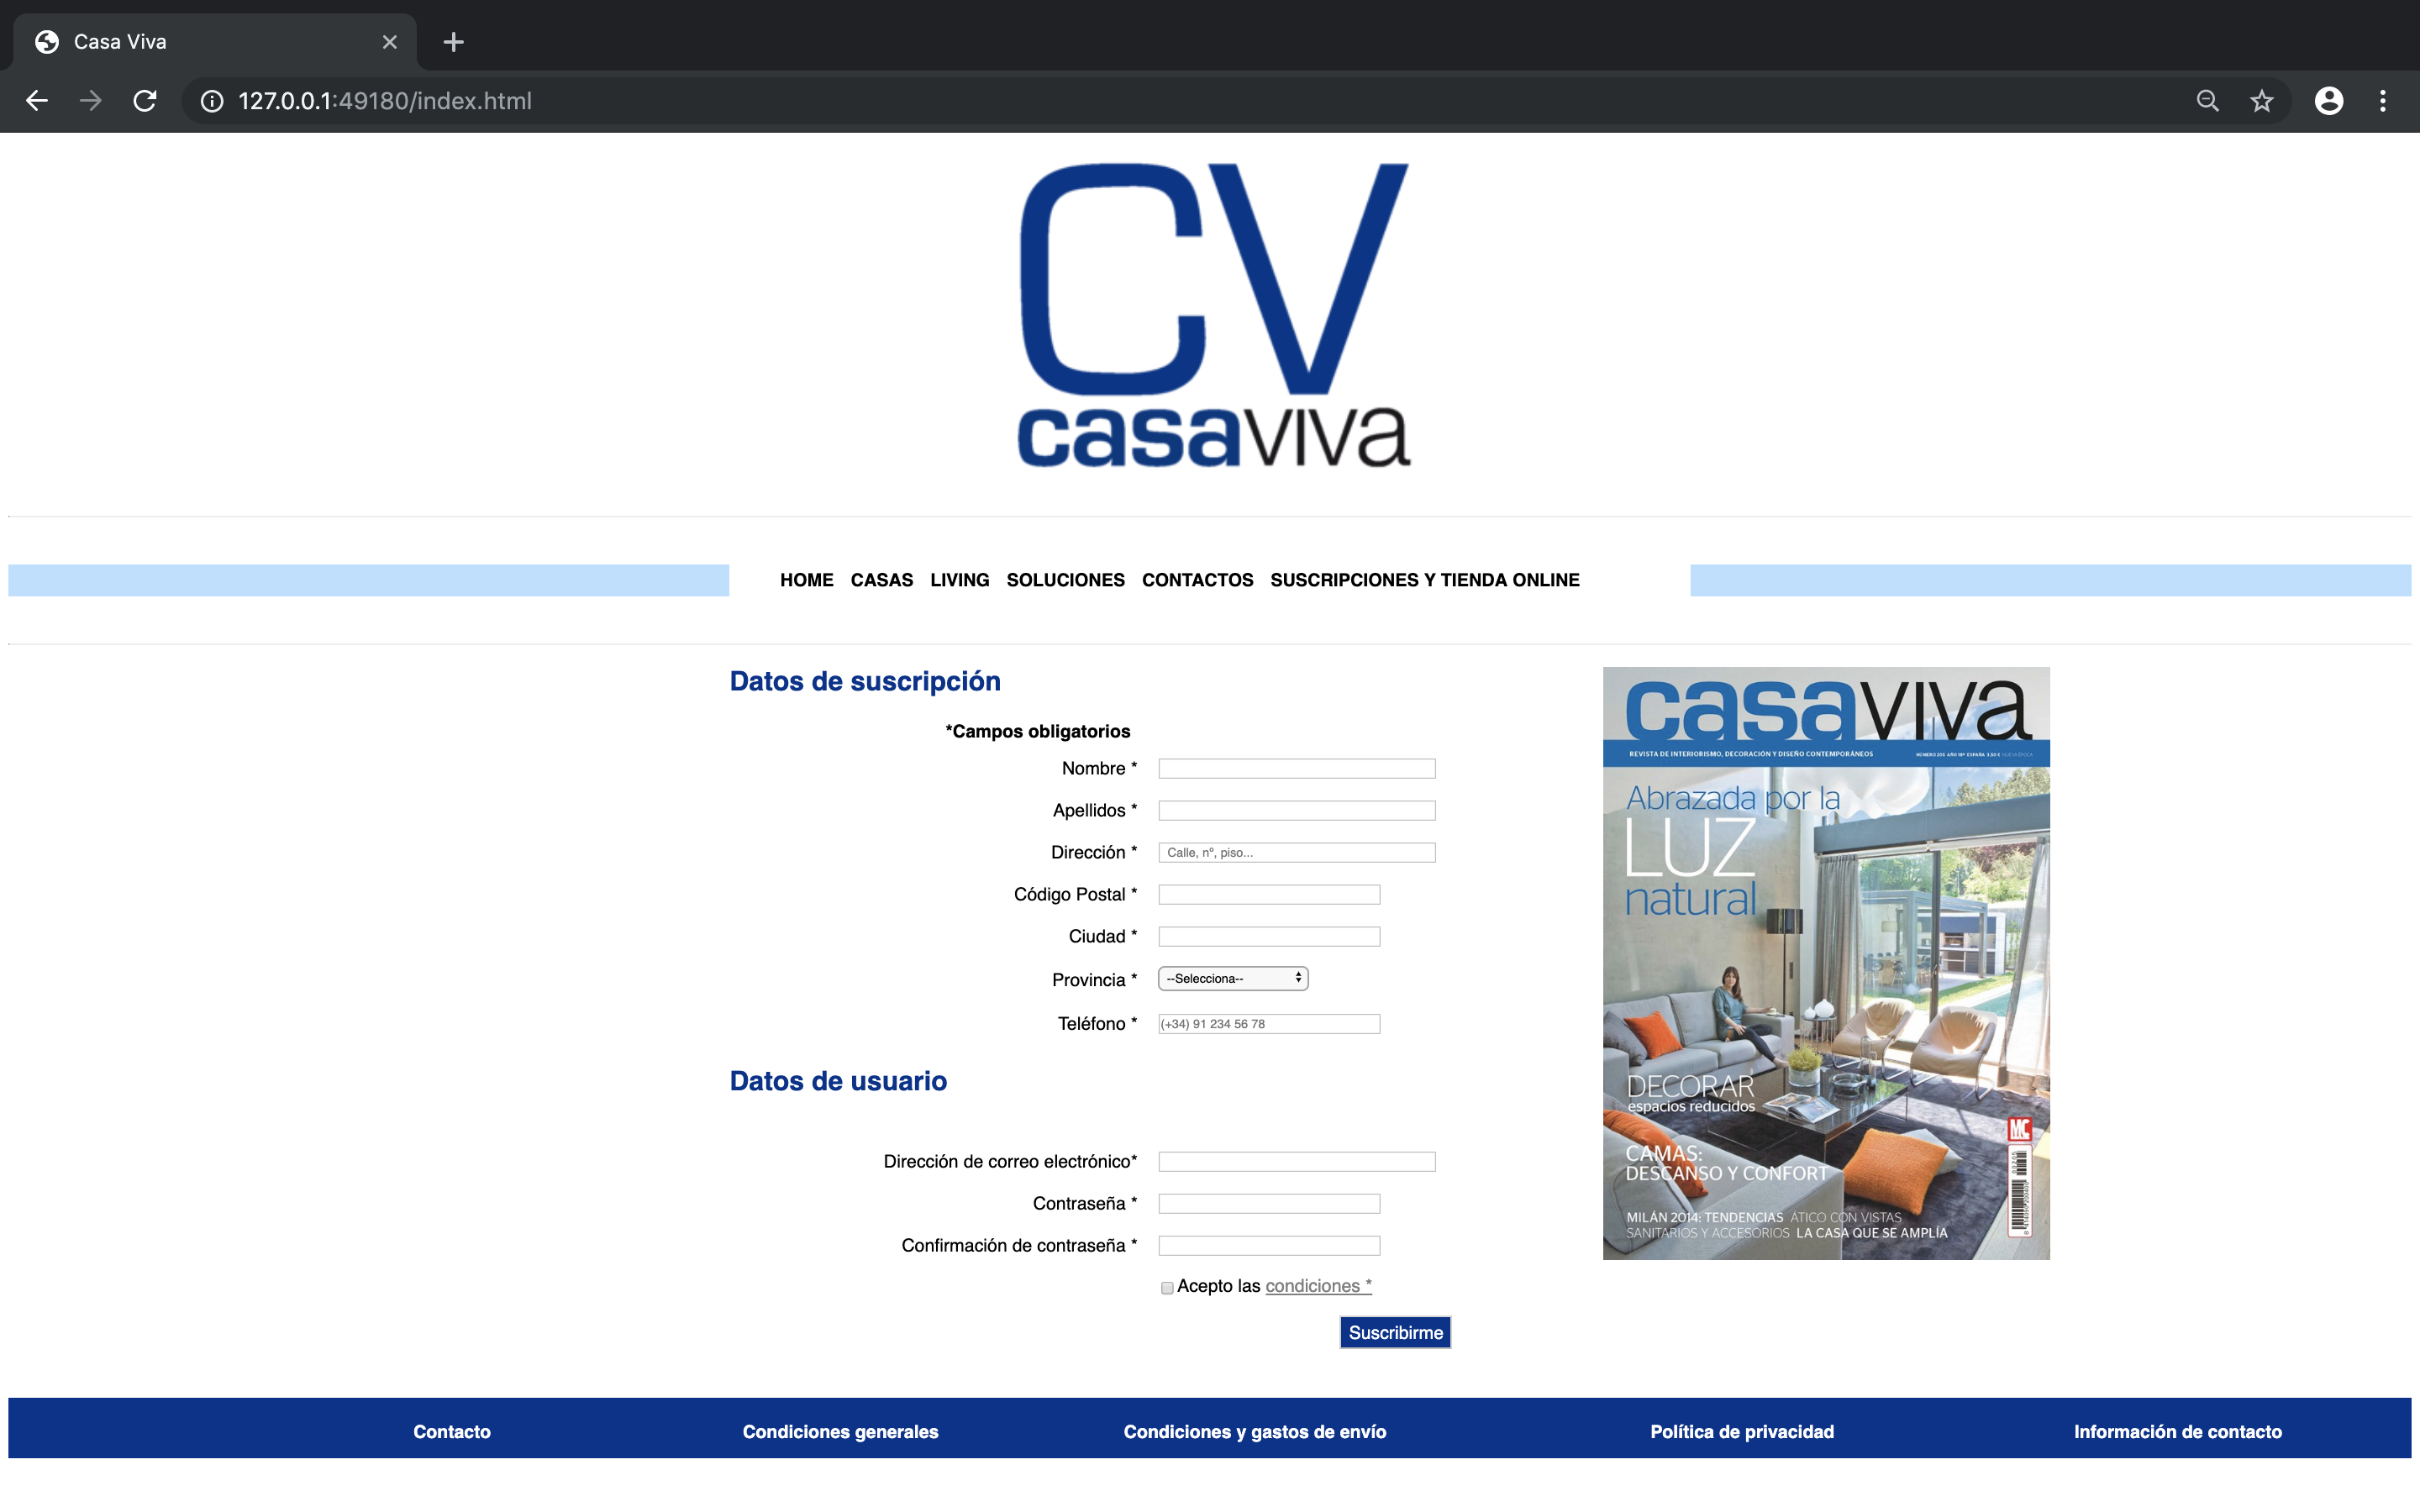 Casa Viva
127.0.0.1:49180/index.html
CV
casaviva
HOME CASAS LIVING SOLUCIONES CONTACTOS SUSCRIPCIONES Y TIENDA ONLINE
Datos de suscripción
*Campos obligatorios
Nombre *
Apellidos *
Dirección * Calle, nº, piso...
Código Postal *
Ciudad *
Provincia * --Selecciona--
Teléfono * (+34) 91 234 56 78
Datos de usuario
Dirección de correo electrónico*
Contraseña *
Confirmación de contraseña *
Acepto las condiciones *
Suscribirme
casaviva
REVISTA DE INTERIORISMO, DECORACIÓN Y DISEÑO CONTEMPORÁNEOS
Abrazada por la
LUZ
natural
DECORAR
espacios reducidos
CAMAS:
DESCANSO Y CONFORT
MC
MILÁN 2014: TENDENCIAS ÁTICO CON VISTAS
SANITARIOS Y ACCESORIOS LA CASA QUE SE AMPLÍA
Contacto Condiciones generales Condiciones y gastos de envío Política de privacidad Información de contacto